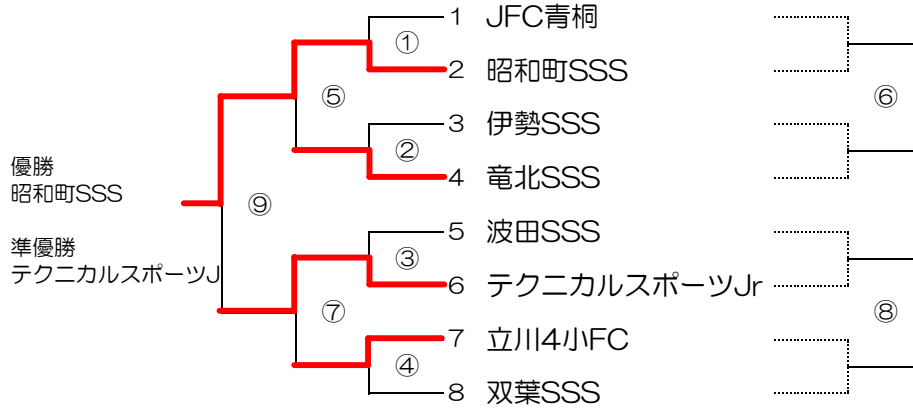 1 JFC青桐
①
2 昭和町SSS
⑤
⑥
3 伊勢SSS
②
4 竜北SSS
優勝
昭和町SSS
⑨
準優勝
テクニカルスポーツJ
5 波田SSS
③
6 テクニカルスポーツJr
⑦
⑧
7 立川4小FC
④
8 双葉SSS